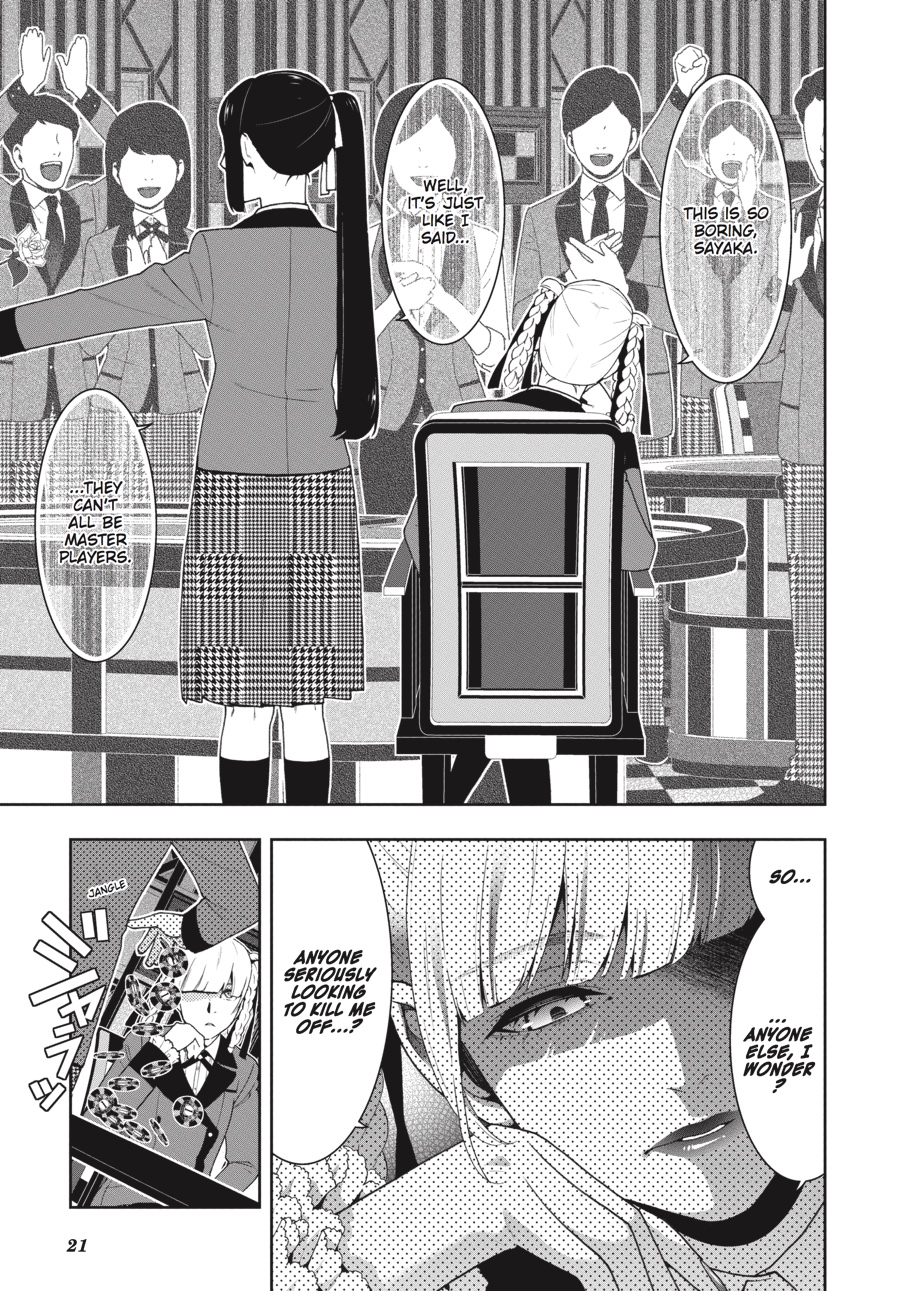 THIS IS SO
BORING,
SAYAKA.
WELL,
IT'S JUST
LIKE I
SAID...
...THEY
CAN'T
ALL BE
MASTER
PLAYERS.
SO...
...
ANYONE
ELSE, I
WONDER
?
ANYONE
SERIOUSLY
LOOKING
TO KILL ME
OFF...?
JANGLE
ジャラッ
21